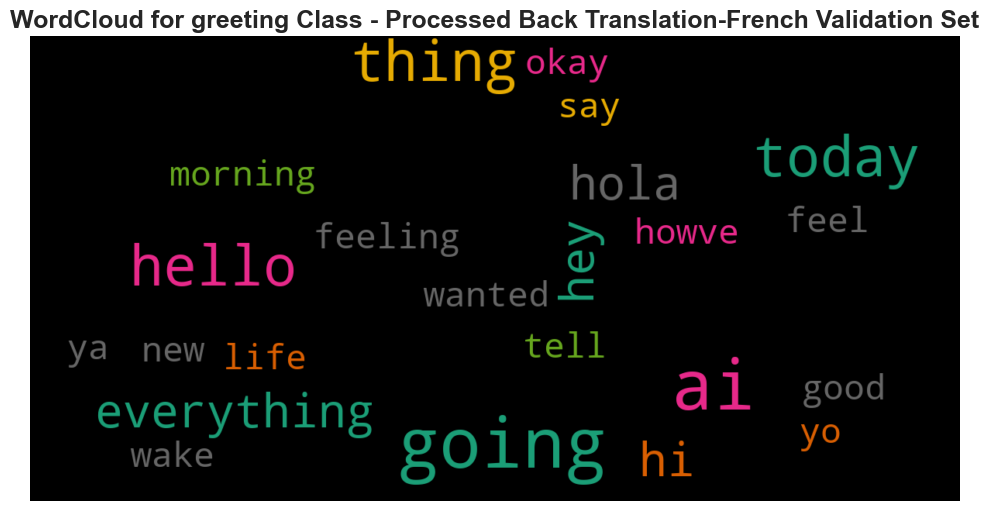 WordCloud for greeting Class - Processed Back Translation-French Validation Set
thing okay
say
today
morning
hola
feel
howve
feeling
hey
hello
wanted
ya new life
tell
ai
good
everything
yo
going
hi
wake